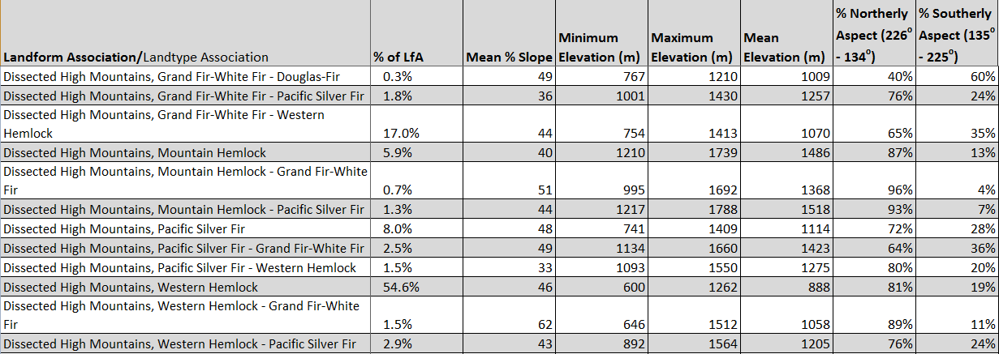 Landform Association/Landtype Association % of LfA Mean % Slope Minimum Elevation (m) Maximum Elevation (m) Mean Elevation (m) % Northerly Aspect (226° - 134°) % Southerly Aspect (135° - 225°)
Dissected High Mountains, Grand Fir-White Fir - Douglas-Fir 0.3% 49 767 1210 1009 40% 60%
Dissected High Mountains, Grand Fir-White Fir - Pacific Silver Fir 1.8% 36 1001 1430 1257 76% 24%
Dissected High Mountains, Grand Fir-White Fir - Western
Hemlock 17.0% 44 754 1413 1070 65% 35%
Dissected High Mountains, Mountain Hemlock 5.9% 40 1210 1739 1486 87% 13%
Dissected High Mountains, Mountain Hemlock - Grand Fir-White
Fir 0.7% 51 995 1692 1368 96% 4%
Dissected High Mountains, Mountain Hemlock - Pacific Silver Fir 1.3% 44 1217 1788 1518 93% 7%
Dissected High Mountains, Pacific Silver Fir 8.0% 48 741 1409 1114 72% 28%
Dissected High Mountains, Pacific Silver Fir - Grand Fir-White Fir 2.5% 49 1134 1660 1423 64% 36%
Dissected High Mountains, Pacific Silver Fir - Western Hemlock 1.5% 33 1093 1550 1275 80% 20%
Dissected High Mountains, Western Hemlock 54.6% 46 600 1262 888 81% 19%
Dissected High Mountains, Western Hemlock - Grand Fir-White
Fir 1.5% 62 646 1512 1058 89% 11%
Dissected High Mountains, Western Hemlock - Pacific Silver Fir 2.9% 43 892 1564 1205 76% 24%